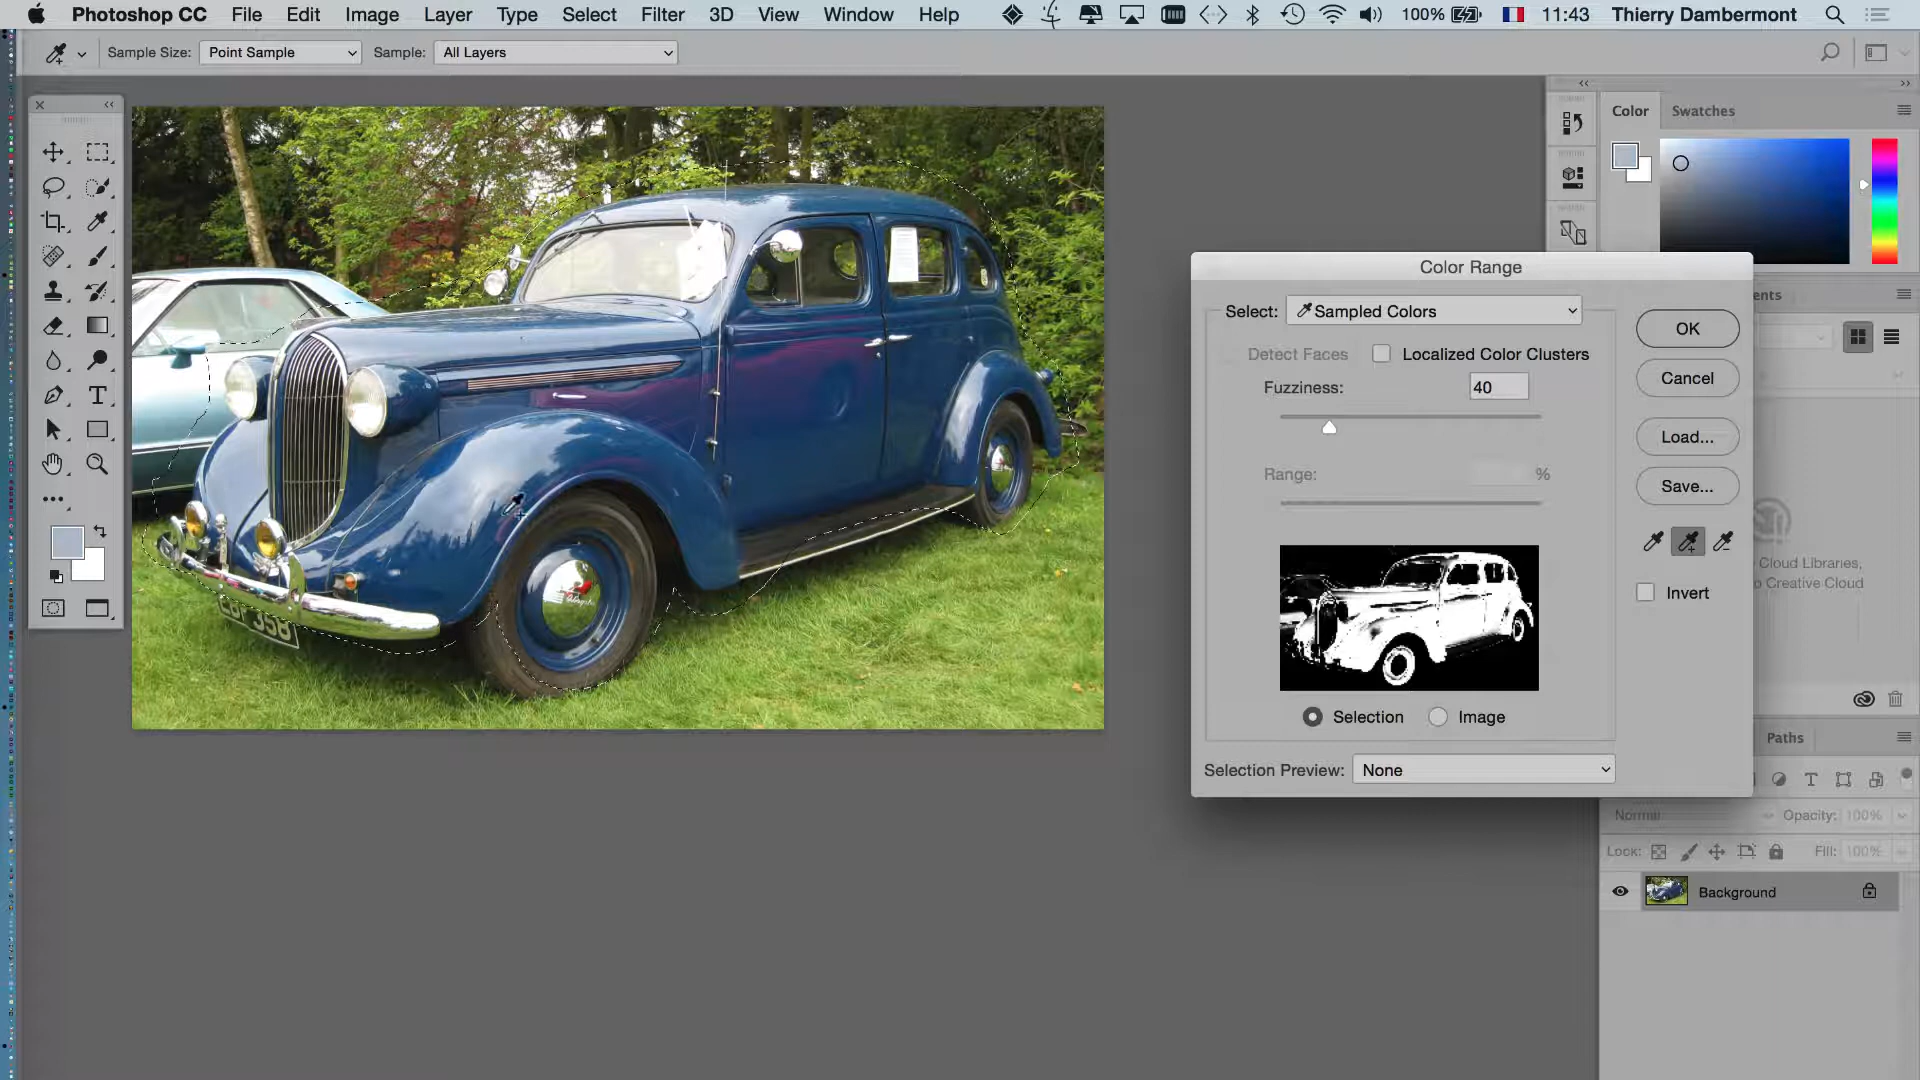 Photoshop CC File Edit Image Layer Type Select Filter 3D View Window Help 100% 11:43 Thierry Dambermont
Sample Size: Point Sample Sample: All Layers
Color Swatches
Color Range
Select: Sampled Colors
OK
Detect Faces Localized Color Clusters
Cancel
Fuzziness: 40
Load...
Range: %
Save...
Cloud Libraries,
Creative Cloud
Invert
Selection Image
Paths
Selection Preview: None
Normal Opacity: 100%
Lock: Fill: 100%
Background